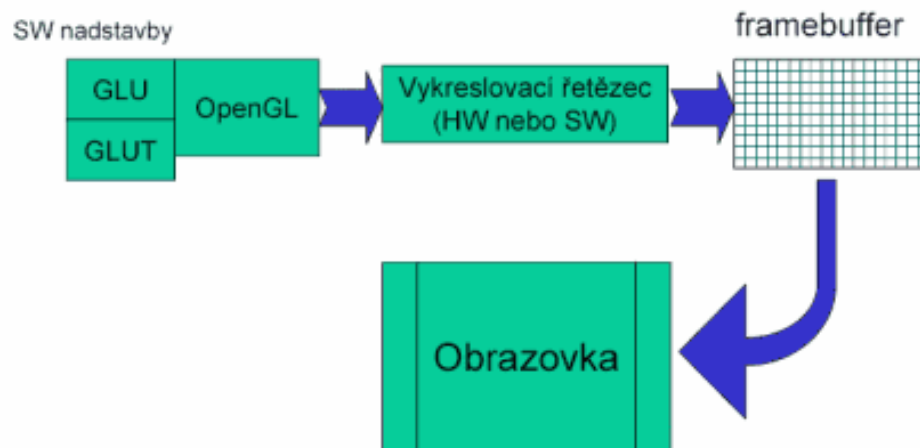 SW nadstavby
framebuffer
GLU
OpenGL
GLUT
Vykreslovací řetězec
(HW nebo SW)
Obrazovka